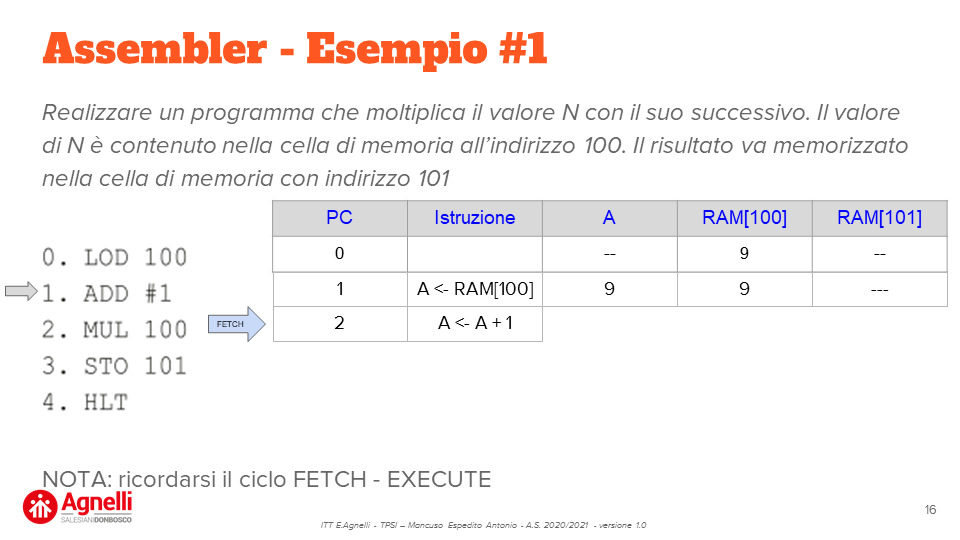 Assembler - Esempio #1
Realizzare un programma che moltiplica il valore N con il suo successivo. Il valore
di N è contenuto nella cella di memoria all’indirizzo 100. Il risultato va memorizzato
nella cella di memoria con indirizzo 101
PC Istruzione A RAM[100] RAM[101]
0 -- 9 --
1 A <- RAM[100] 9 9 ---
2 A <- A + 1
0. LOD 100
1. ADD #1
2. MUL 100
3. STO 101
4. HLT
FETCH
NOTA: ricordarsi il ciclo FETCH - EXECUTE
Agnelli
SALESIANI DONBOSCO
16
ITT E.Agnelli - TPSI – Mancuso Espedito Antonio - A.S. 2020/2021 - versione 1.0